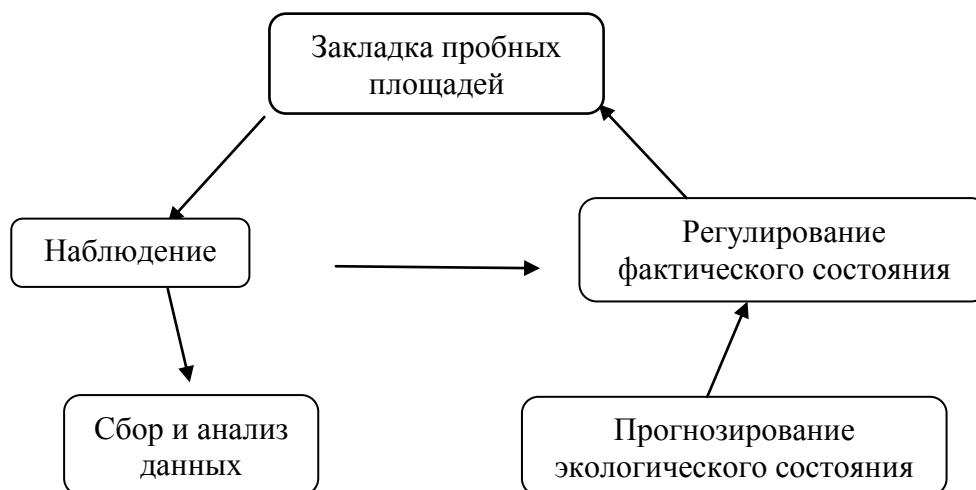 Закладка пробных
площадей
Наблюдение
Регулирование
фактического состояния
Сбор и анализ
данных
Прогнозирование
экологического состояния